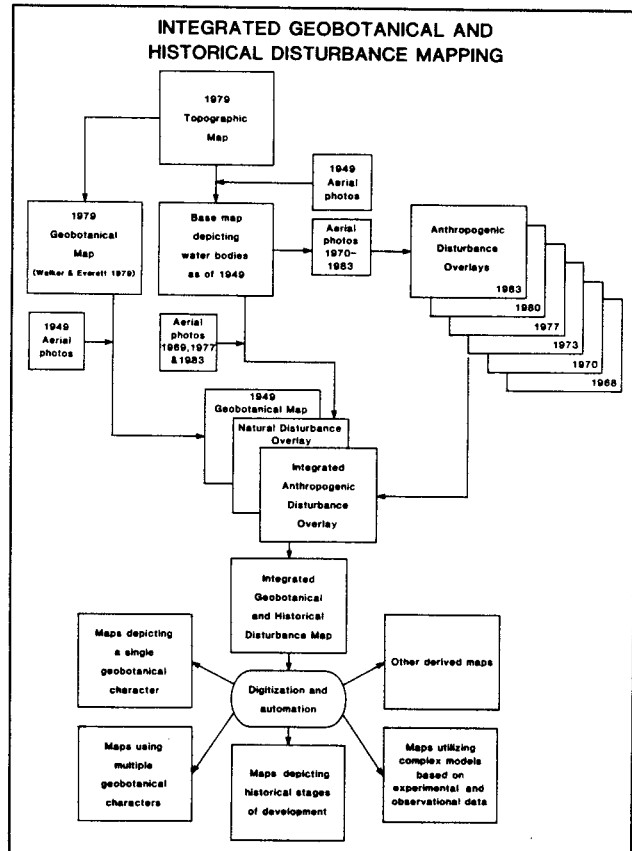 INTEGRATED GEOBOTANICAL AND
HISTORICAL DISTURBANCE MAPPING
1979
Topographic
Map
1949
Aerial
photos
1979
Geobotanical
Map
(Walker & Everett 1979)
Base map
depicting
water bodies
as of 1949
Aerial
photos
1970-
1983
Anthropogenic
Disturbance
Overlays
1983
1980
1977
1973
1970
1968
1949
Aerial
photos
Aerial
photos
1969,1977
& 1983
1949
Geobotanical Map
Natural Disturbance
Overlay
Integrated
Anthropogenic
Disturbance
Overlay
Integrated
Geobotanical
and Historical
Disturbance Map
Maps depicting
a single
geobotanical
character
Digitization and
automation
Other derived maps
Maps using
multiple
geobotanical
characters
Maps depicting
historical stages
of development
Maps utilizing
complex models
based on
experimental and
observational data